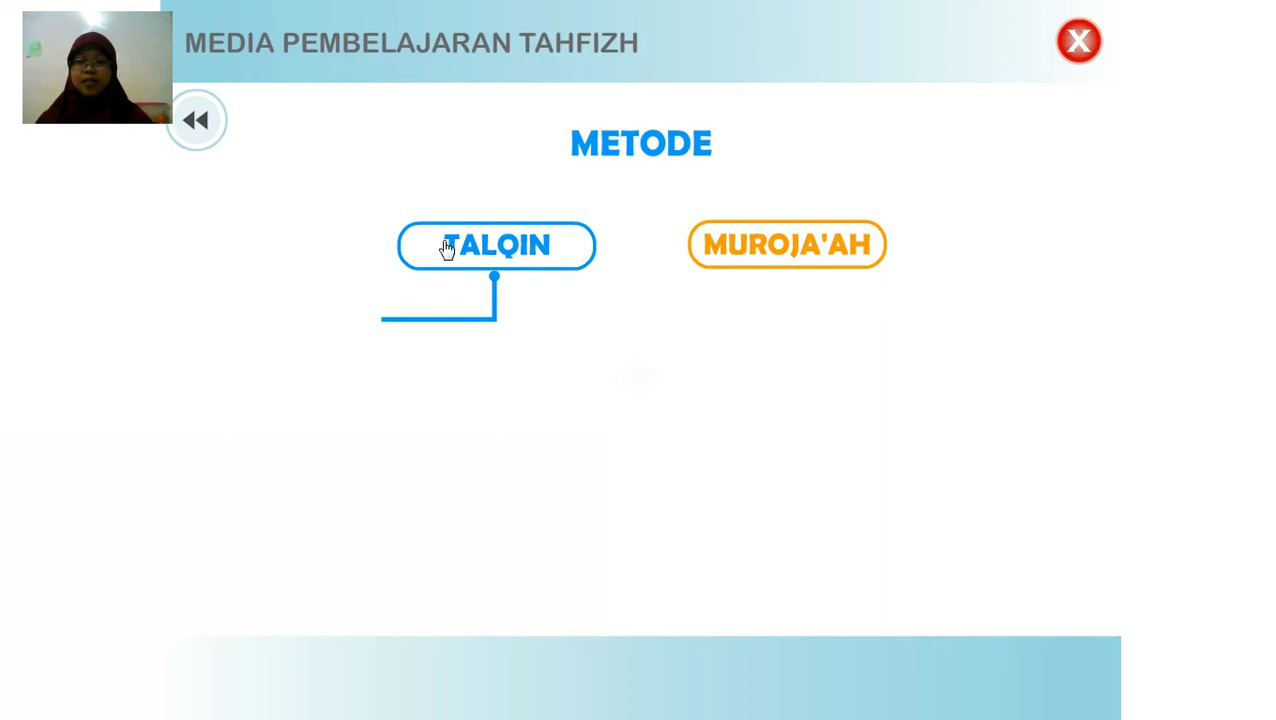 MEDIA PEMBELAJARAN TAHFIZH
X
METODE
TALQIN
MUROJA'AH